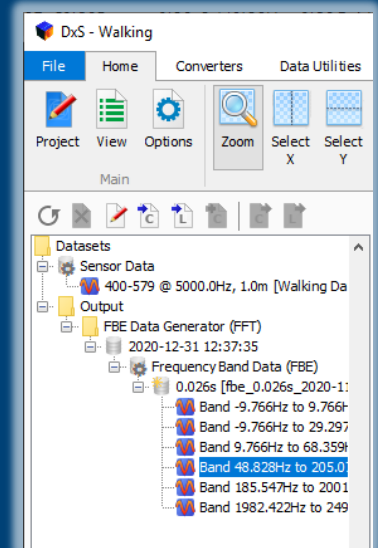 DxS - Walking
File Home Converters Data Utilities
Project View Options Zoom Select X Select Y
Main
Datasets
Sensor Data
400-579 @ 5000.0Hz, 1.0m [Walking Da
Output
FBE Data Generator (FFT)
2020-12-31 12:37:35
Frequency Band Data (FBE)
0.026s [fbe_0.026s_2020-1
Band -9.766Hz to 9.766H
Band -9.766Hz to 29.297
Band 9.766Hz to 68.359H
Band 48.828Hz to 205.07
Band 185.547Hz to 2001
Band 1982.422Hz to 249